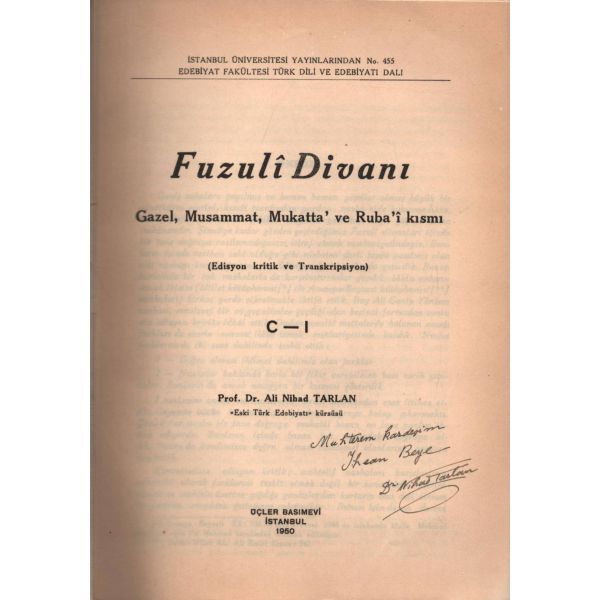 İSTANBUL ÜNİVERSİTESİ YAYINLARINDAN No. 455
EDEBİYAT FAKÜLTESİ TÜRK DİLİ VE EDEBİYATI DALI
Fuzulî Divanı
Gazel, Musammat, Mukatta' ve Ruba'î kısmı
(Edisyon kritik ve Transkripsiyon)
C — I
Prof. Dr. Ali Nihad TARLAN
«Eski Türk Edebiyatı» kürsüsü
Muhterem kardeşim
İhsan Beye
Dr. Nihad Tarlan
ÜÇLER BASIMEVİ
İSTANBUL
1950